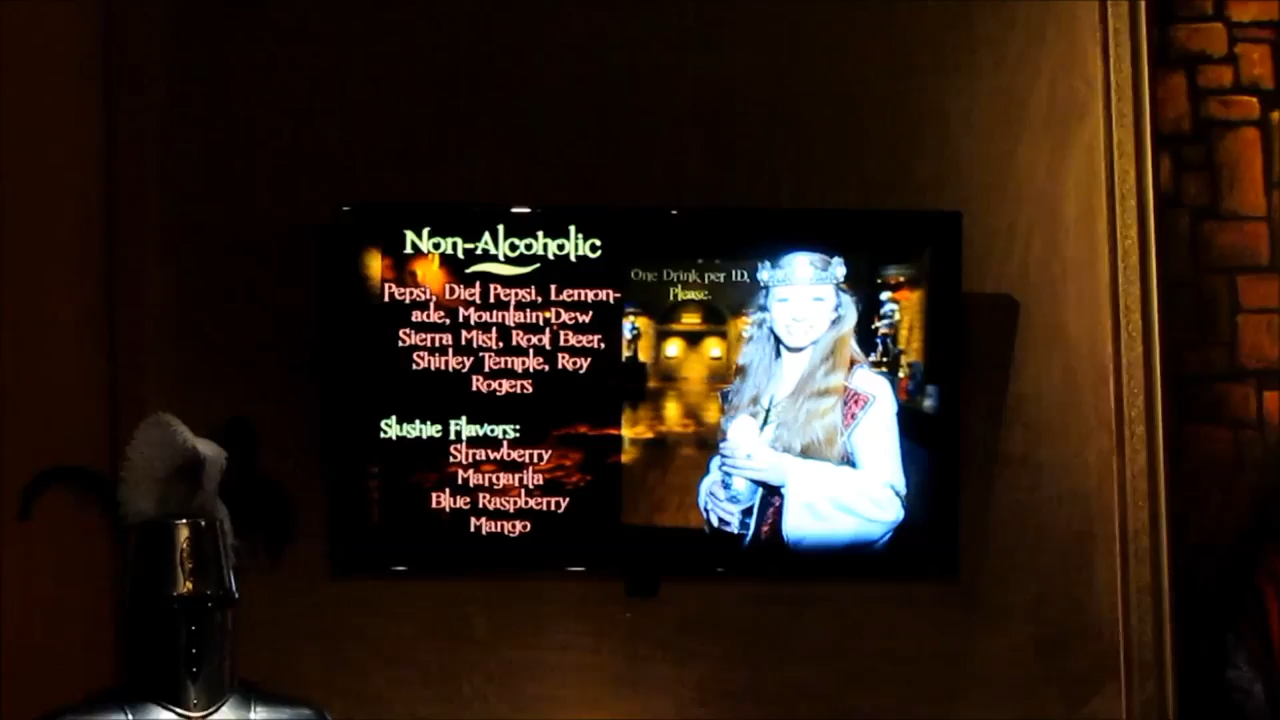 Non-Alcoholic
Pepsi, Diet Pepsi, Lemon-
ade, Mountain Dew
Sierra Mist, Root Beer,
Shirley Temple, Roy
Rogers
Slushie Flavors:
Strawberry
Margarita
Blue Raspberry
Mango
One Drink per ID,
Please.